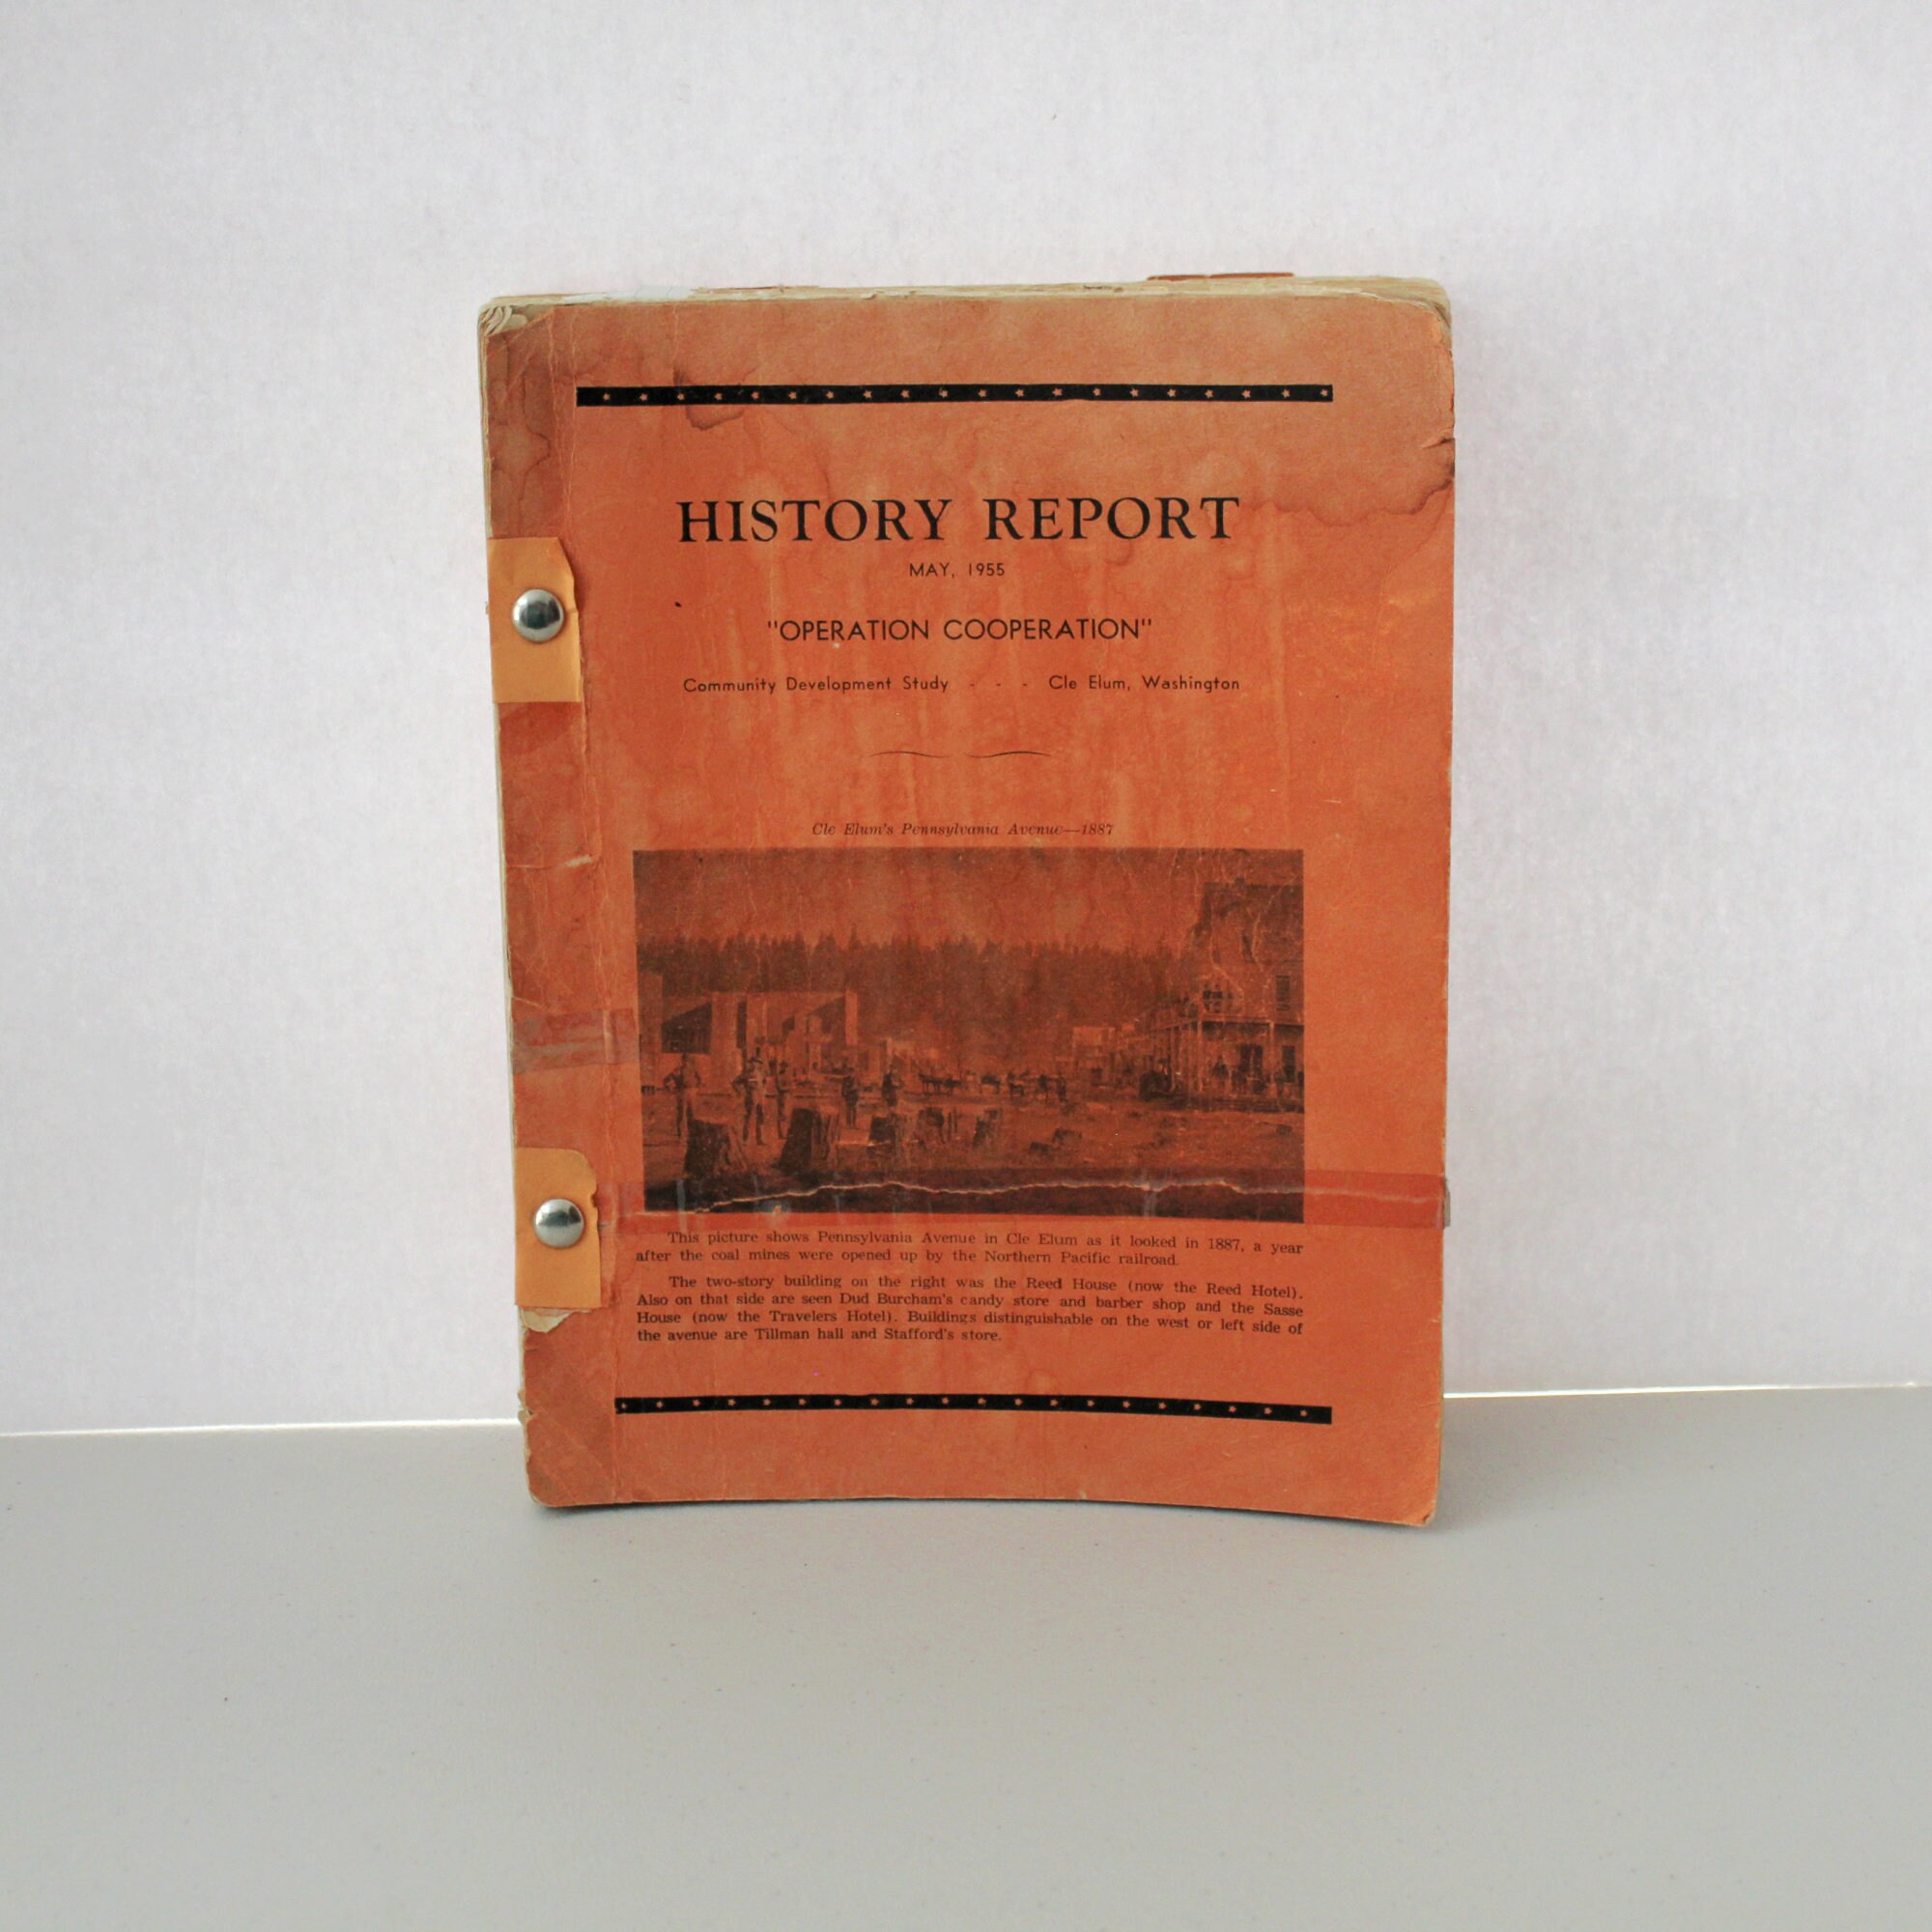 HISTORY REPORT
MAY, 1955
"OPERATION COOPERATION"
Community Development Study - - - Cle Elum, Washington
Cle Elum's Pennsylvania Avenue—1887
This picture shows Pennsylvania Avenue in Cle Elum as it looked in 1887, a year
after the coal mines were opened up by the Northern Pacific railroad.
The two-story building on the right was the Reed House (now the Reed Hotel).
Also on that side are seen Dud Burcham's candy store and barber shop and the Sasse
House (now the Travelers Hotel). Buildings distinguishable on the west or left side of
the avenue are Tillman hall and Stafford's store.